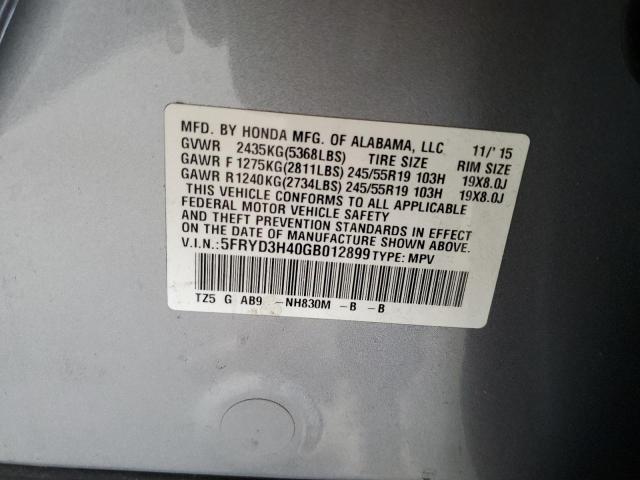 MFD. BY HONDA MFG. OF ALABAMA, LLC 11/'15
GVWR 2435KG(5368LBS) TIRE SIZE RIM SIZE
GAWR F 1275KG(2811LBS) 245/55R19 103H 19X8.0J
GAWR R1240KG(2734LBS) 245/55R19 103H 19X8.0J
THIS VEHICLE CONFORMS TO ALL APPLICABLE
FEDERAL MOTOR VEHICLE SAFETY
AND THEFT PREVENTION STANDARDS IN EFFECT
ON THE DATE OF MANUFACTURE SHOWN ABOVE.
V.I.N.:5FRYD3H40GB012899 TYPE: MPV
TZ5 G AB9 -NH830M -B -B